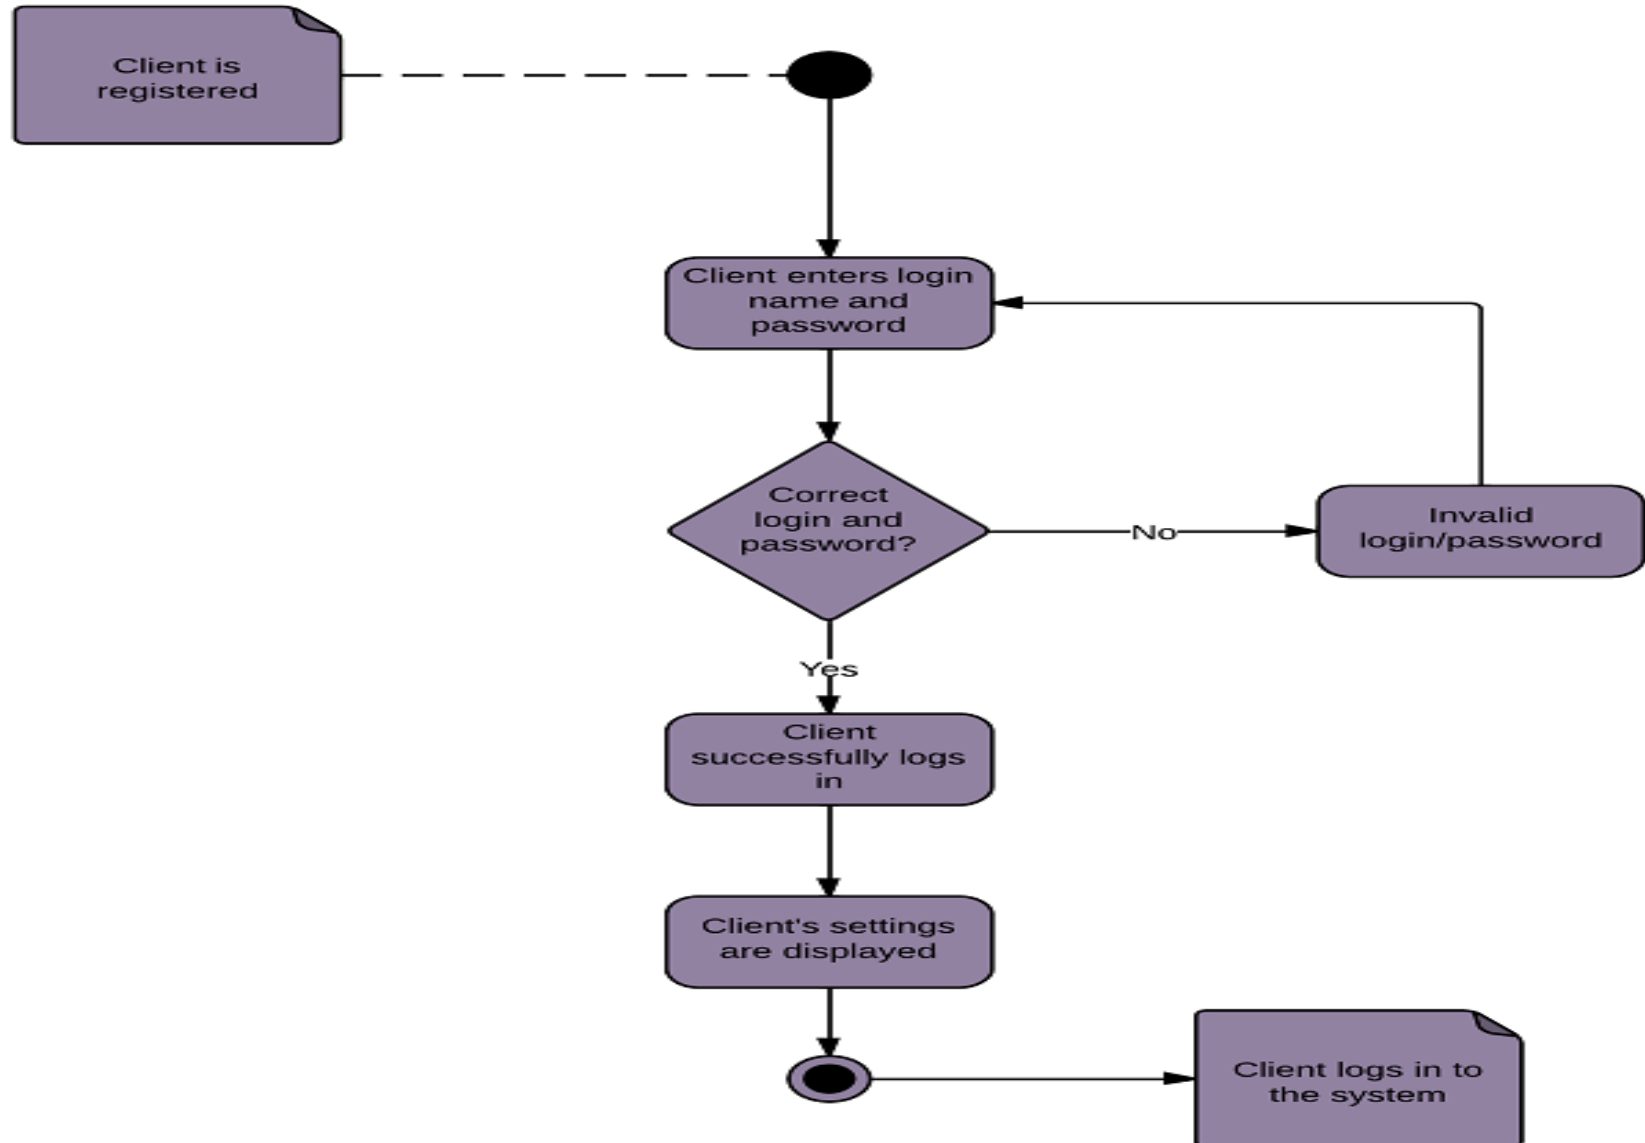 Client is
registered
Client enters login
name and
password
Correct
login and
password?
No
Invalid
login/password
Yes
Client
successfully logs
in
Client's settings
are displayed
Client logs in to
the system